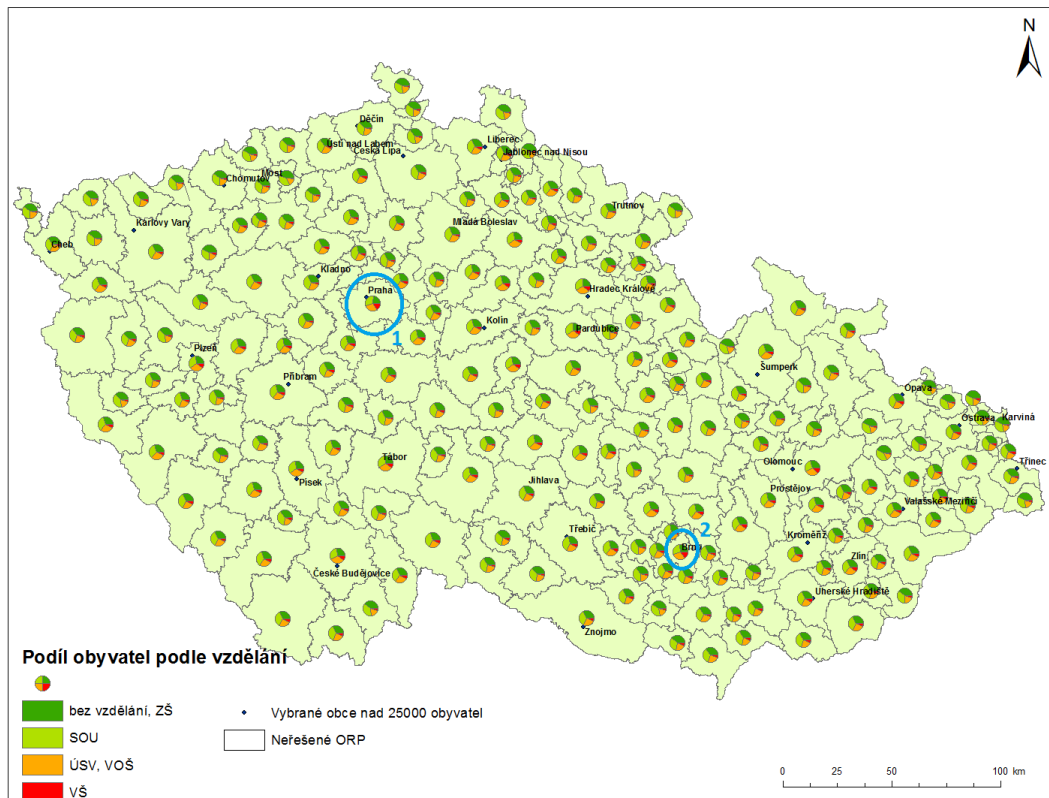 N
Děčín
Ústí nad Labem
Česká Lípa
Liberec
Jablonec nad Nisou
Most
Chomutov
Trutnov
Karlovy Vary
Mladá Boleslav
Cheb
Kladno
Praha
Hradec Králové
1
Kolín
Pardubice
Plzeň
Příbram
Šumperk
Opava
Ostrava
Karviná
Tábor
Olomouc
Třinec
Písek
Jihlava
Prostějov
Valašské Meziříčí
Třebíč
2
Brno
Kroměříž
Zlín
České Budějovice
Uherské Hradiště
Znojmo
Podíl obyvatel podle vzdělání
bez vzdělání, ZŠ
SOU
ÚSV, VOŠ
VŠ
Vybrané obce nad 25000 obyvatel
Neřešené ORP
0 25 50 100 km